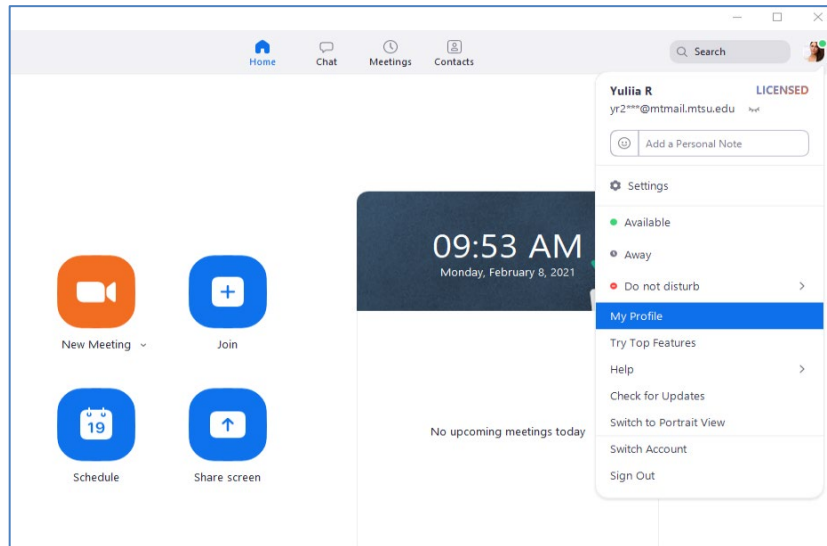 Home
Chat
Meetings
Contacts
Search
Yuliia R
LICENSED
yr2***@mtmail.mtsu.edu
Add a Personal Note
Settings
Available
Away
Do not disturb
My Profile
Try Top Features
Help
Check for Updates
Switch to Portrait View
Switch Account
Sign Out
09:53 AM
Monday, February 8, 2021
No upcoming meetings today
New Meeting
Join
19
Schedule
Share screen